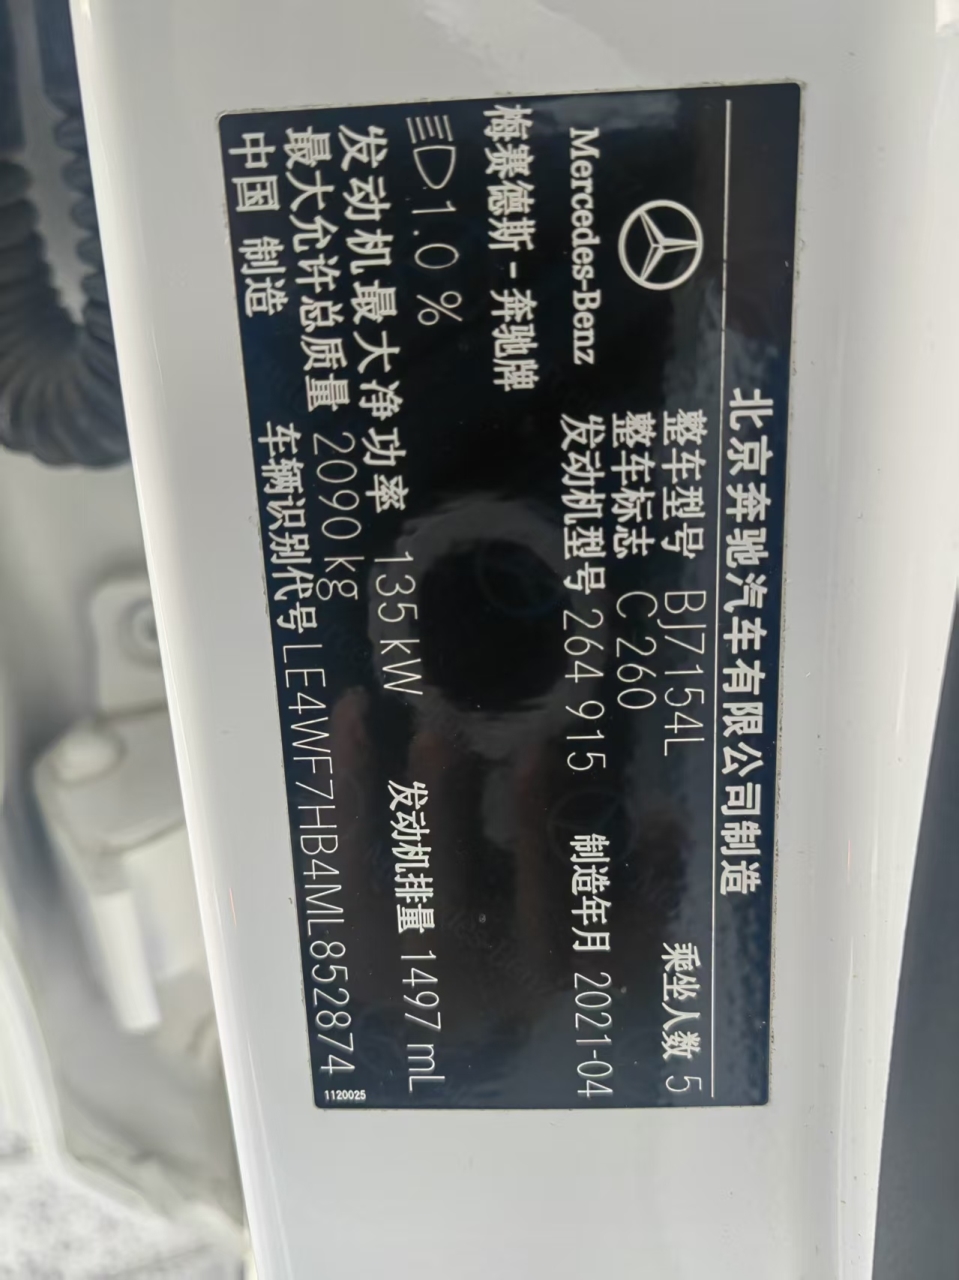 北京奔驰汽车有限公司制造
整车型号 BJ7154L 乘坐人数 5
整车标志 C 260
Mercedes-Benz 发动机型号 264 915 制造年月 2021-04
梅赛德斯-奔驰牌
1.0 %
发动机最大净功率 135 kW 发动机排量 1497 mL
最大允许总质量 2090 kg
中国 制造 车辆识别代号 LE4WF7HB4ML852874
1120025